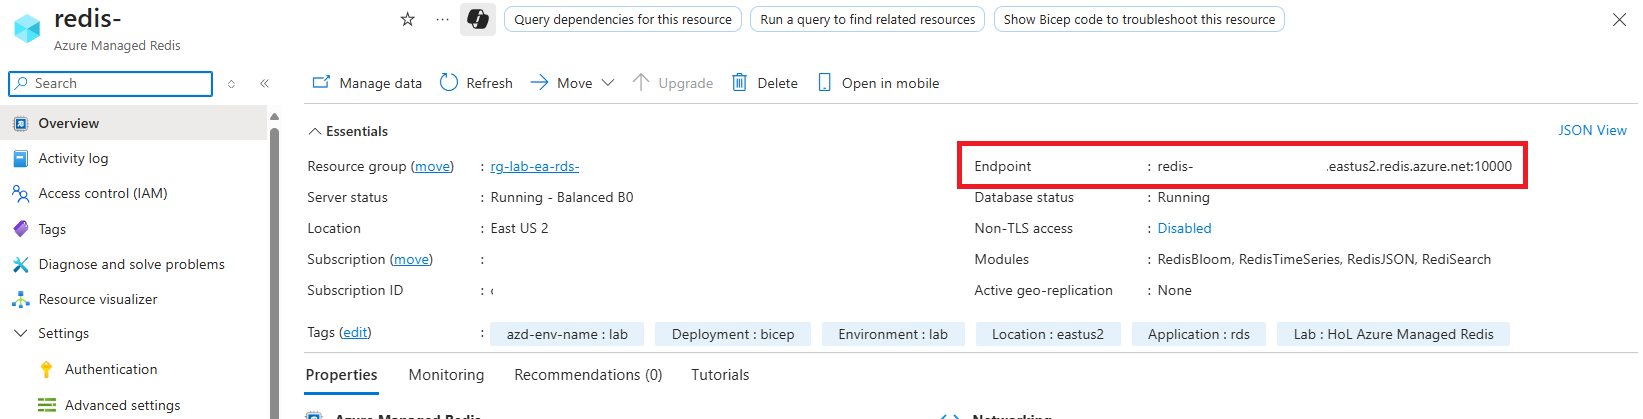 redis-
Azure Managed Redis
Query dependencies for this resource
Run a query to find related resources
Show Bicep code to troubleshoot this resource
Search
Manage data
Refresh
Move
Upgrade
Delete
Open in mobile
Overview
Activity log
Access control (IAM)
Tags
Diagnose and solve problems
Resource visualizer
Settings
Authentication
Advanced settings
Essentials
JSON View
Resource group (move) : rg-lab-ea-rds-
Server status : Running - Balanced B0
Location : East US 2
Subscription (move) :
Subscription ID :
Endpoint : redis- .eastus2.redis.azure.net:10000
Database status : Running
Non-TLS access : Disabled
Modules : RedisBloom, RedisTimeSeries, RedisJSON, RediSearch
Active geo-replication : None
Tags (edit) : azd-env-name : lab Deployment : bicep Environment : lab Location : eastus2 Application : rds Lab : HoL Azure Managed Redis
Properties Monitoring Recommendations (0) Tutorials
Azure Managed Redis
Networking